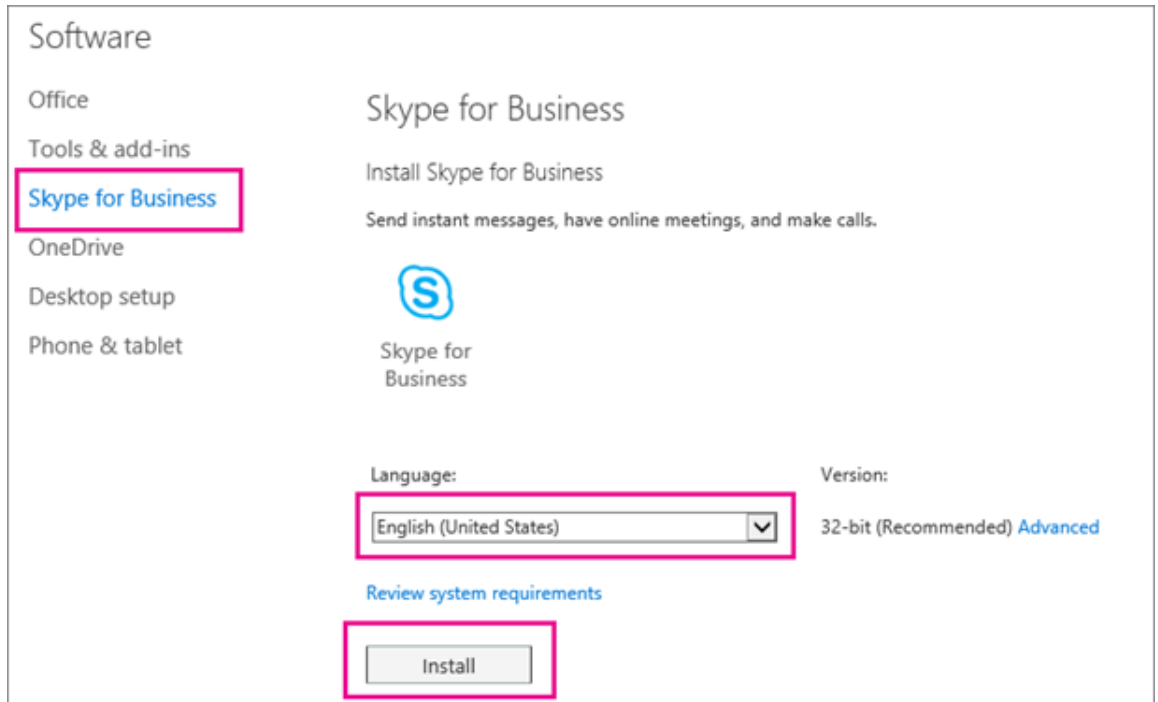 Software
Office
Tools & add-ins
Skype for Business
OneDrive
Desktop setup
Phone & tablet
Skype for Business
Install Skype for Business
Send instant messages, have online meetings, and make calls.
S
Skype for
Business
Language:
Version:
English (United States)
32-bit (Recommended) Advanced
Review system requirements
Install